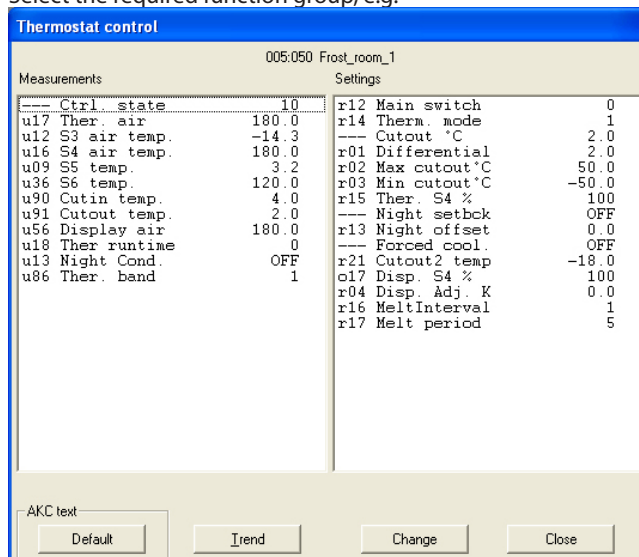 Select the required function group, e.g.
Thermostat control
005:050 Frost_room_1
Measurements
Settings
--- Ctrl. state 10
u17 Ther. air 180.0
u12 S3 air temp. -14.3
u16 S4 air temp. 180.0
u09 S5 temp. 3.2
u36 S6 temp. 120.0
u90 Cutin temp. 4.0
u91 Cutout temp. 2.0
u56 Display air 180.0
u18 Ther runtime 0
u13 Night Cond. OFF
u86 Ther. band 1
r12 Main switch 0
r14 Therm. mode 1
--- Cutout °C 2.0
r01 Differential 2.0
r02 Max cutout°C 50.0
r03 Min cutout°C -50.0
r15 Ther. S4 % 100
--- Night setbck OFF
r13 Night offset 0.0
--- Forced cool. OFF
r21 Cutout2 temp -18.0
o17 Disp. S4 % 100
r04 Disp. Adj. K 0.0
r16 MeltInterval 1
r17 Melt period 5
AKC text
Default
Trend
Change
Close